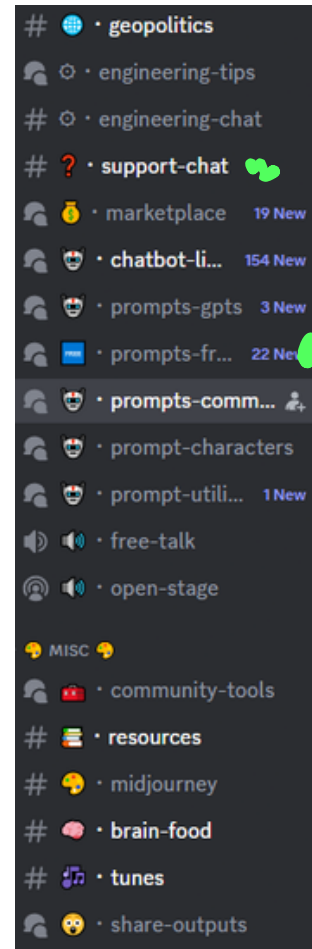 # 🌐 · geopolitics
⚙ · engineering-tips
# ⚙ · engineering-chat
# ❓ · support-chat
💰 · marketplace 19 New
🤖 · chatbot-li... 154 New
🤖 · prompts-gpts 3 New
🆓 · prompts-fr... 22 New
🤖 · prompts-comm...
🤖 · prompt-characters
🤖 · prompt-utili... 1 New
🔊 · free-talk
🔊 · open-stage
🎨 MISC 🎨
🧰 · community-tools
# 📚 · resources
# 🎨 · midjourney
# 🧠 · brain-food
# 🎶 · tunes
😲 · share-outputs